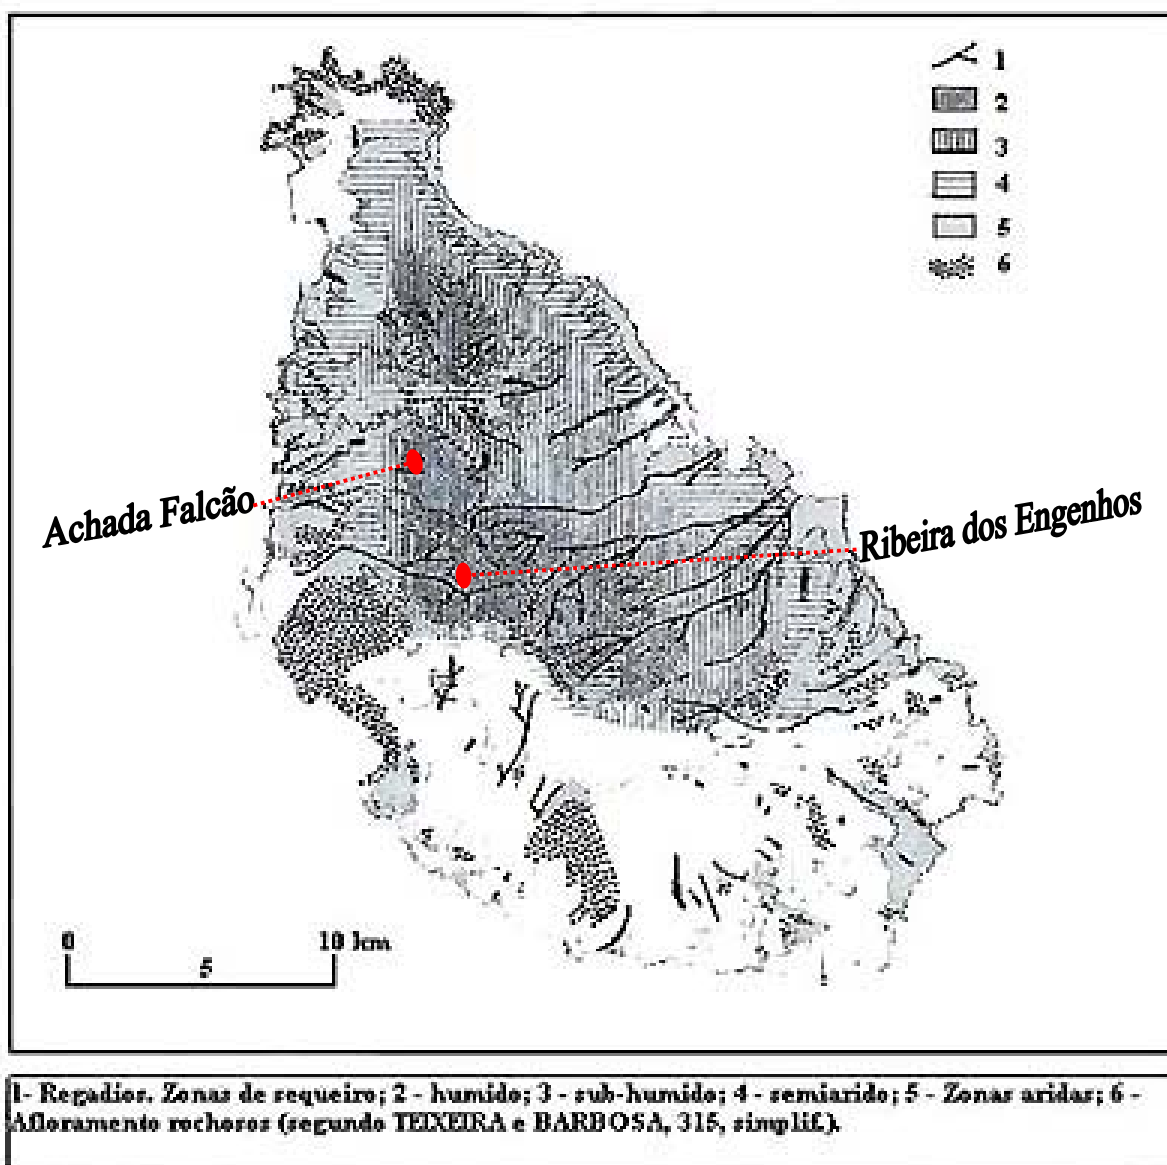 1
2
3
4
5
6
Achada Falcão
Ribeira dos Engenhos
0
10 km
5
1- Regadios. Zonas de sequeiro; 2 - humido; 3 - sub-humido; 4 - semiarido; 5 - Zonas aridas; 6 -
Afloramento rochosos (segundo TEIXEIRA e BARBOSA, 315, simplif.).